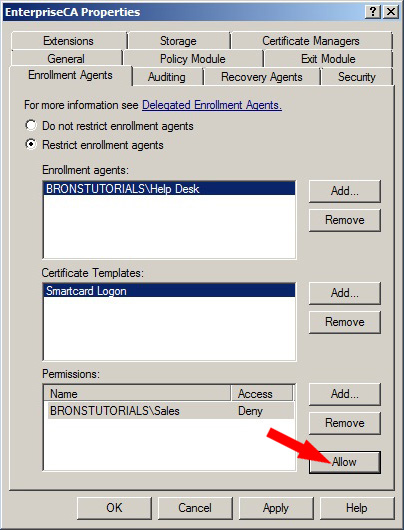 EnterpriseCA Properties
Extensions Storage Certificate Managers
General Policy Module Exit Module
Enrollment Agents Auditing Recovery Agents Security
For more information see Delegated Enrollment Agents.
Do not restrict enrollment agents
Restrict enrollment agents
Enrollment agents:
BRONSTUTORIALS\Help Desk
Add...
Remove
Certificate Templates:
Smartcard Logon
Add...
Remove
Permissions:
Name Access
BRONSTUTORIALS\Sales Deny
Add...
Remove
Allow
OK Cancel Apply Help